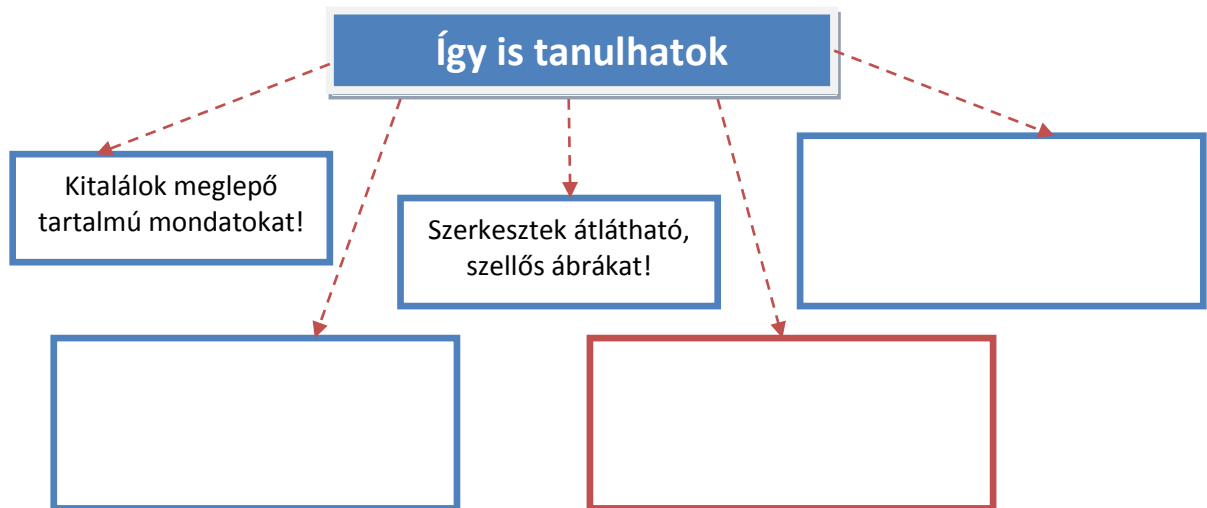 Így is tanulhatok
Kitalálok meglepő
tartalmú mondatokat!
Szerkesztek átlátható,
szellős ábrákat!